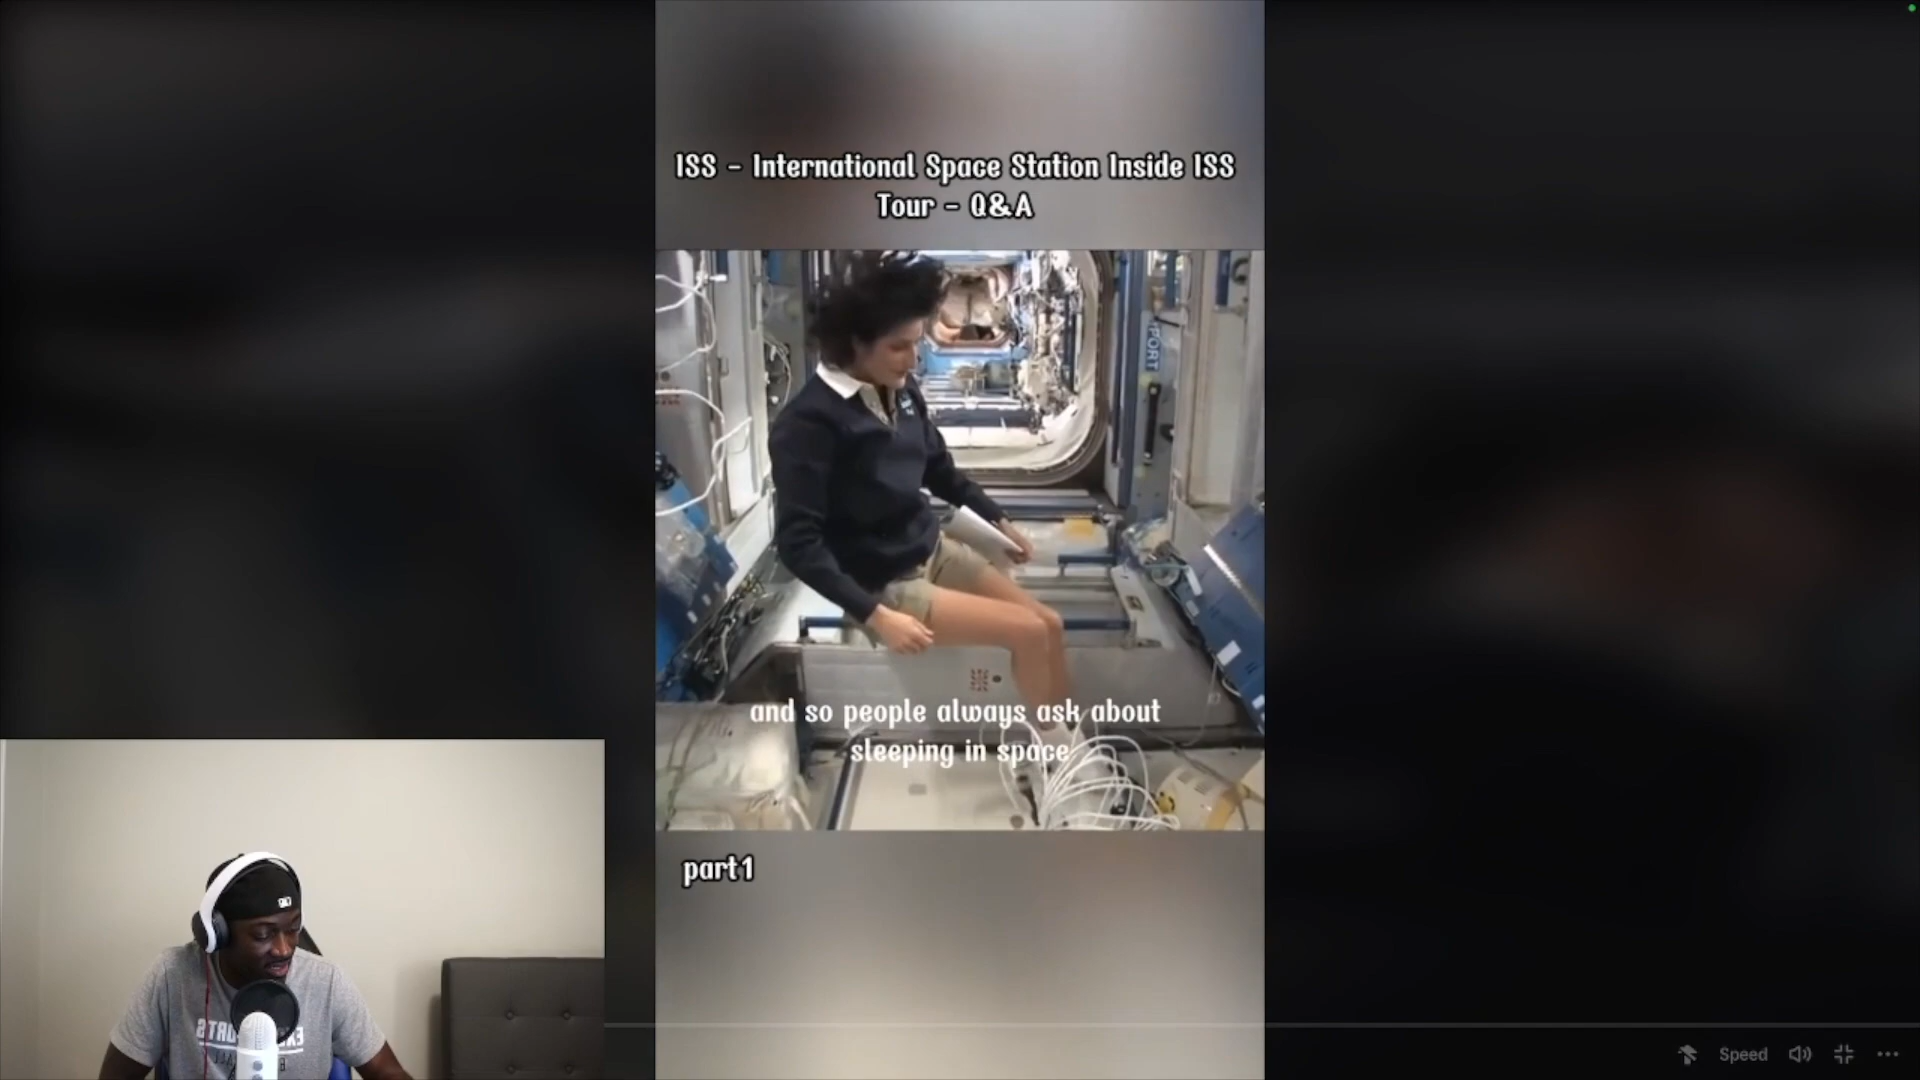 ISS - International Space Station Inside ISS
Tour - Q&A
PORT
and so people always ask about
sleeping in space
part1
Speed